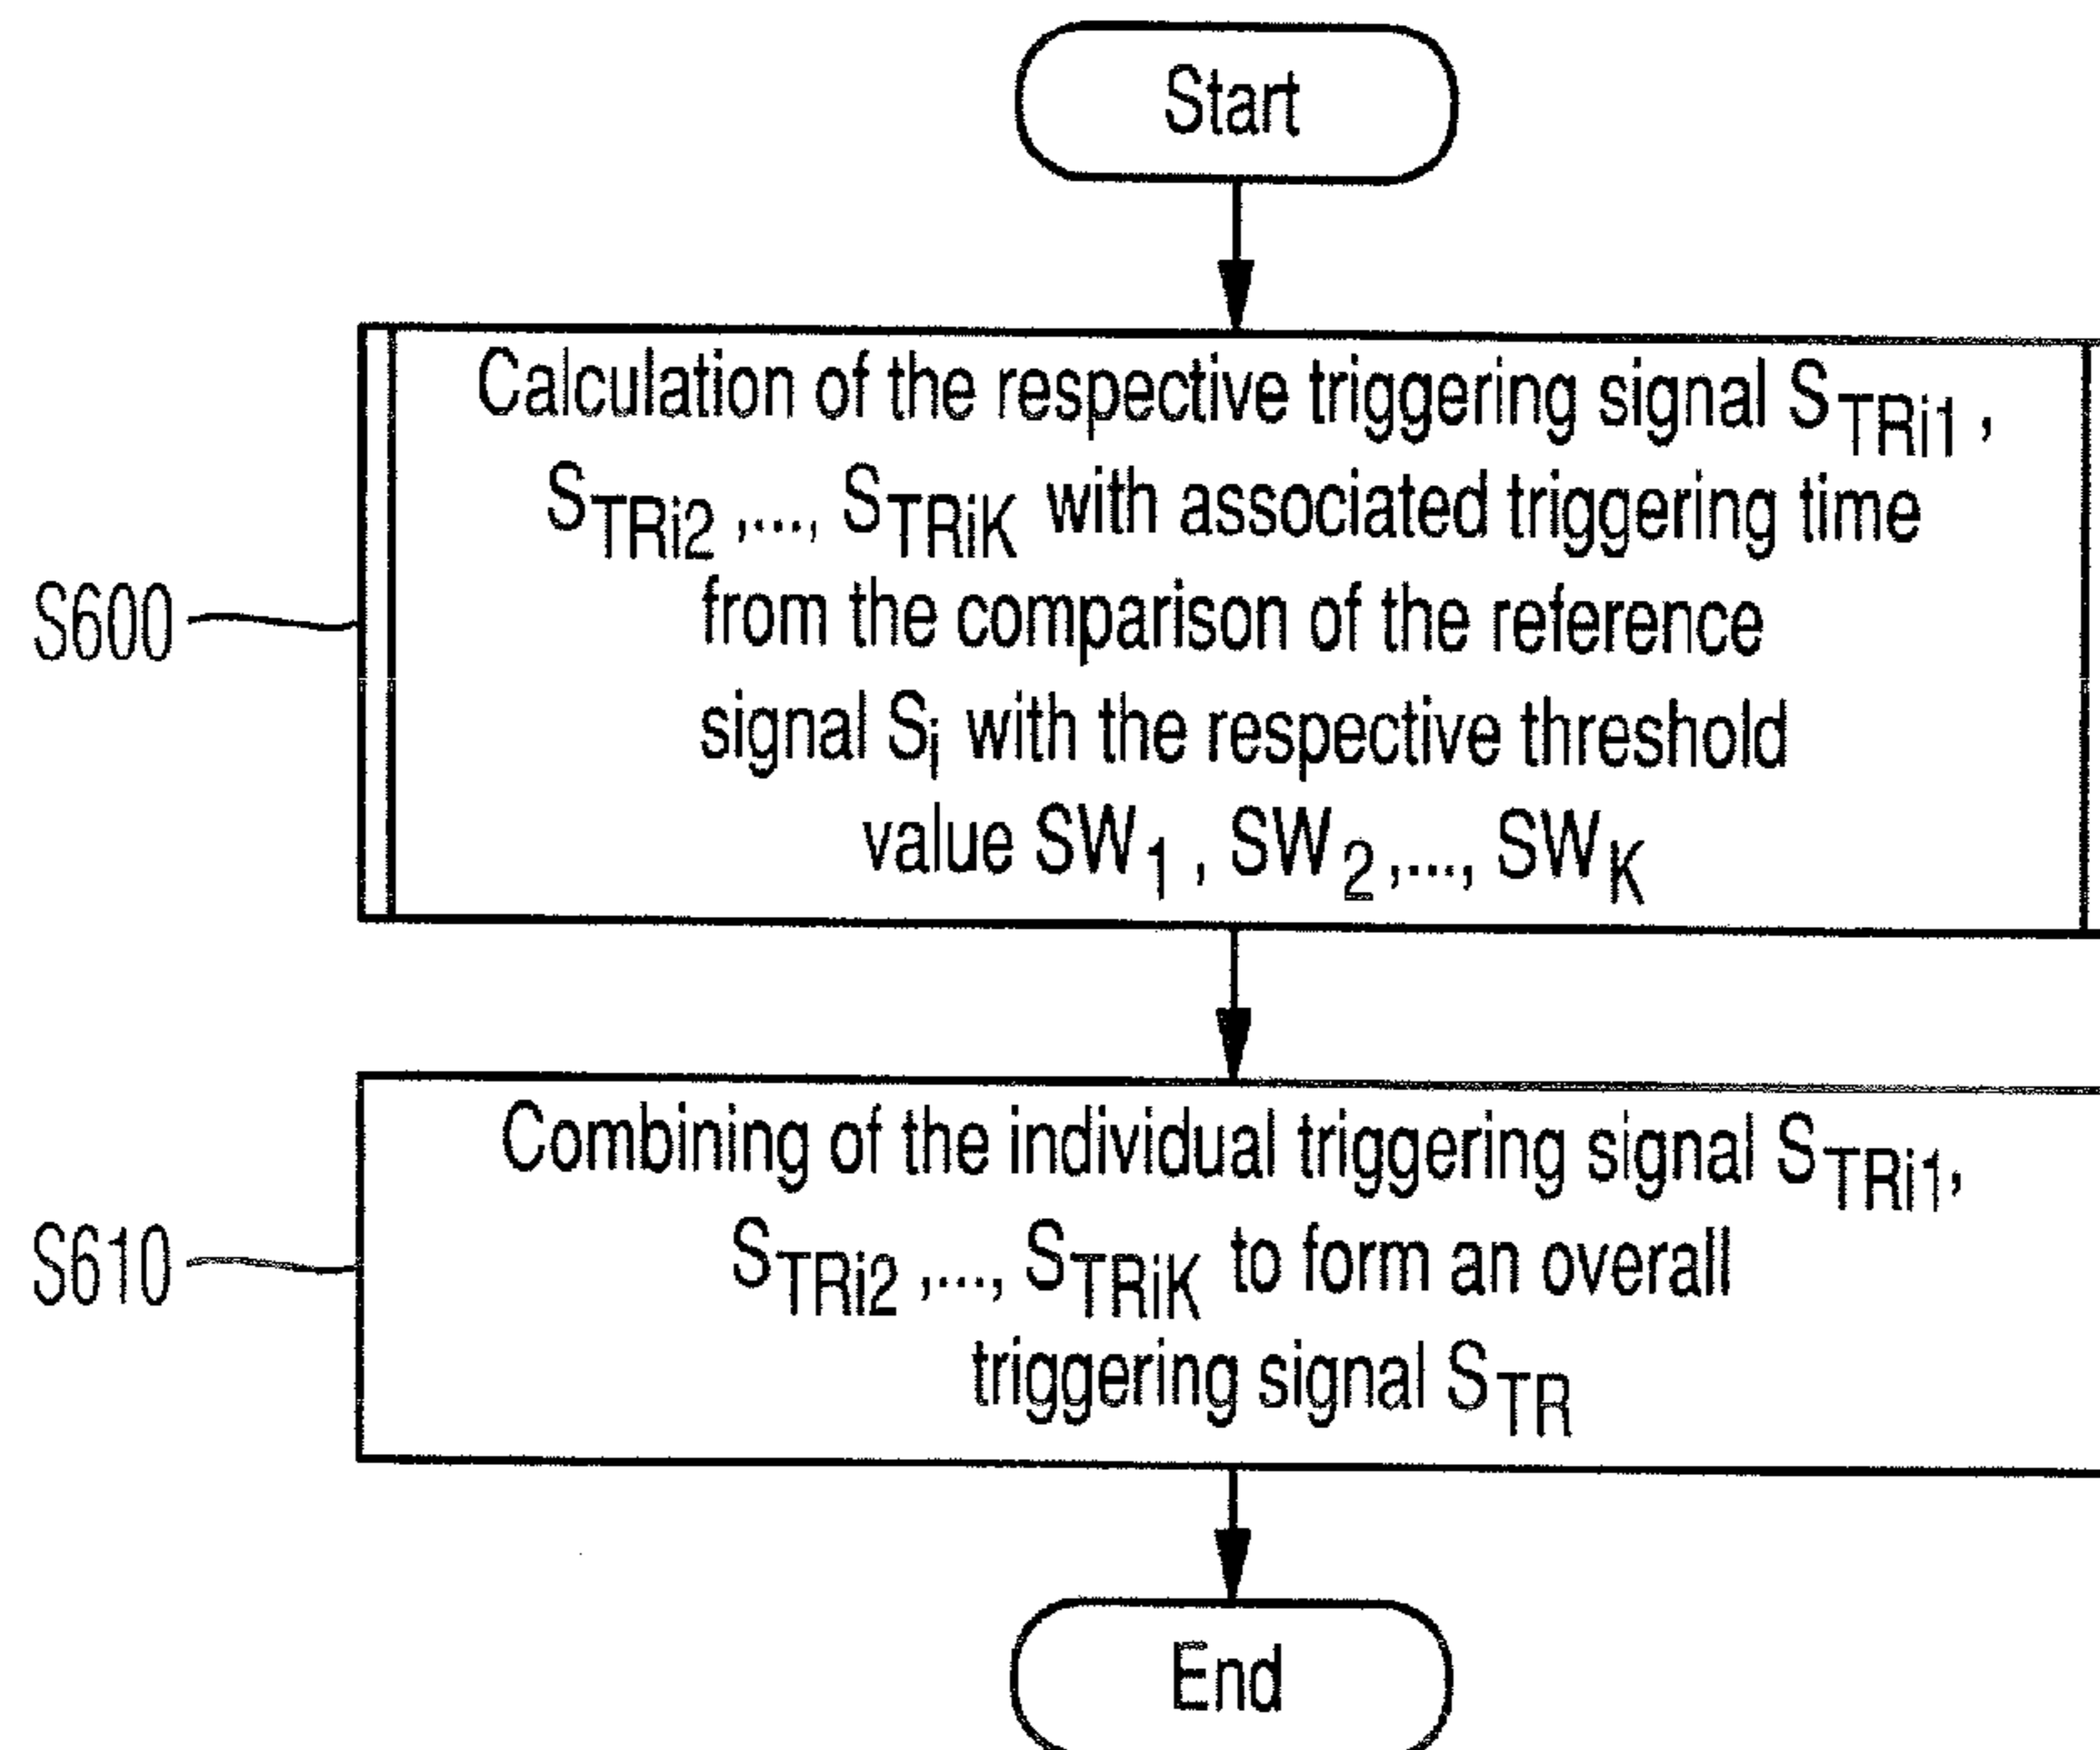 Start
Calculation of the respective triggering signal S_TRi1 ,
S_TRi2 ,..., S_TRiK with associated triggering time
from the comparison of the reference
signal S_i with the respective threshold
value SW_1 , SW_2 ,..., SW_K
S600
Combining of the individual triggering signal S_TRi1,
S_TRi2 ,..., S_TRiK to form an overall
triggering signal S_TR
S610
End